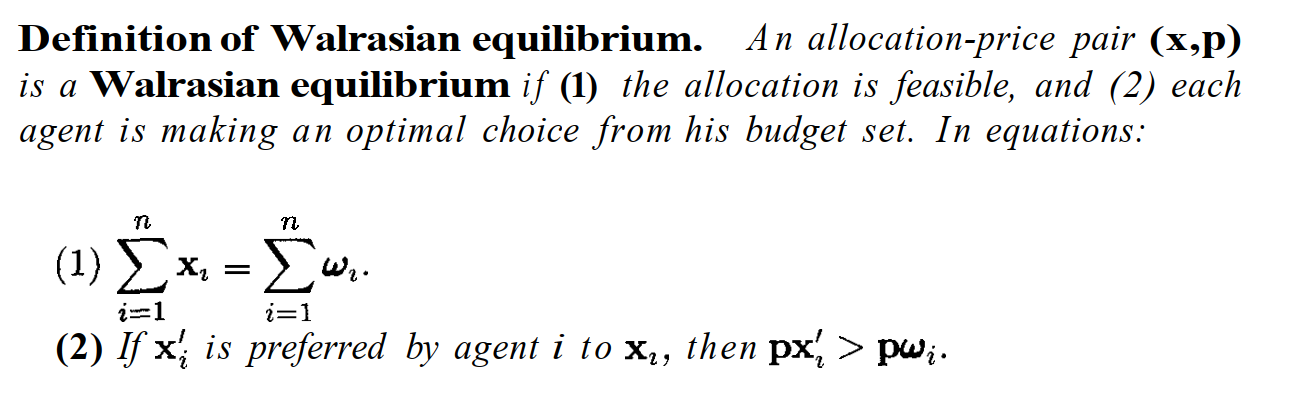 Definition of Walrasian equilibrium. An allocation-price pair (x,p)
is a Walrasian equilibrium if (1) the allocation is feasible, and (2) each
agent is making an optimal choice from his budget set. In equations:
(1) $\sum_{i=1}^{n} \mathbf{x}_i = \sum_{i=1}^{n} \boldsymbol{\omega}_i.$
(2) If $\mathbf{x}'_i$ is preferred by agent i to $\mathbf{x}_i$, then $\mathbf{px}'_i > \mathbf{p}\boldsymbol{\omega}_i.$